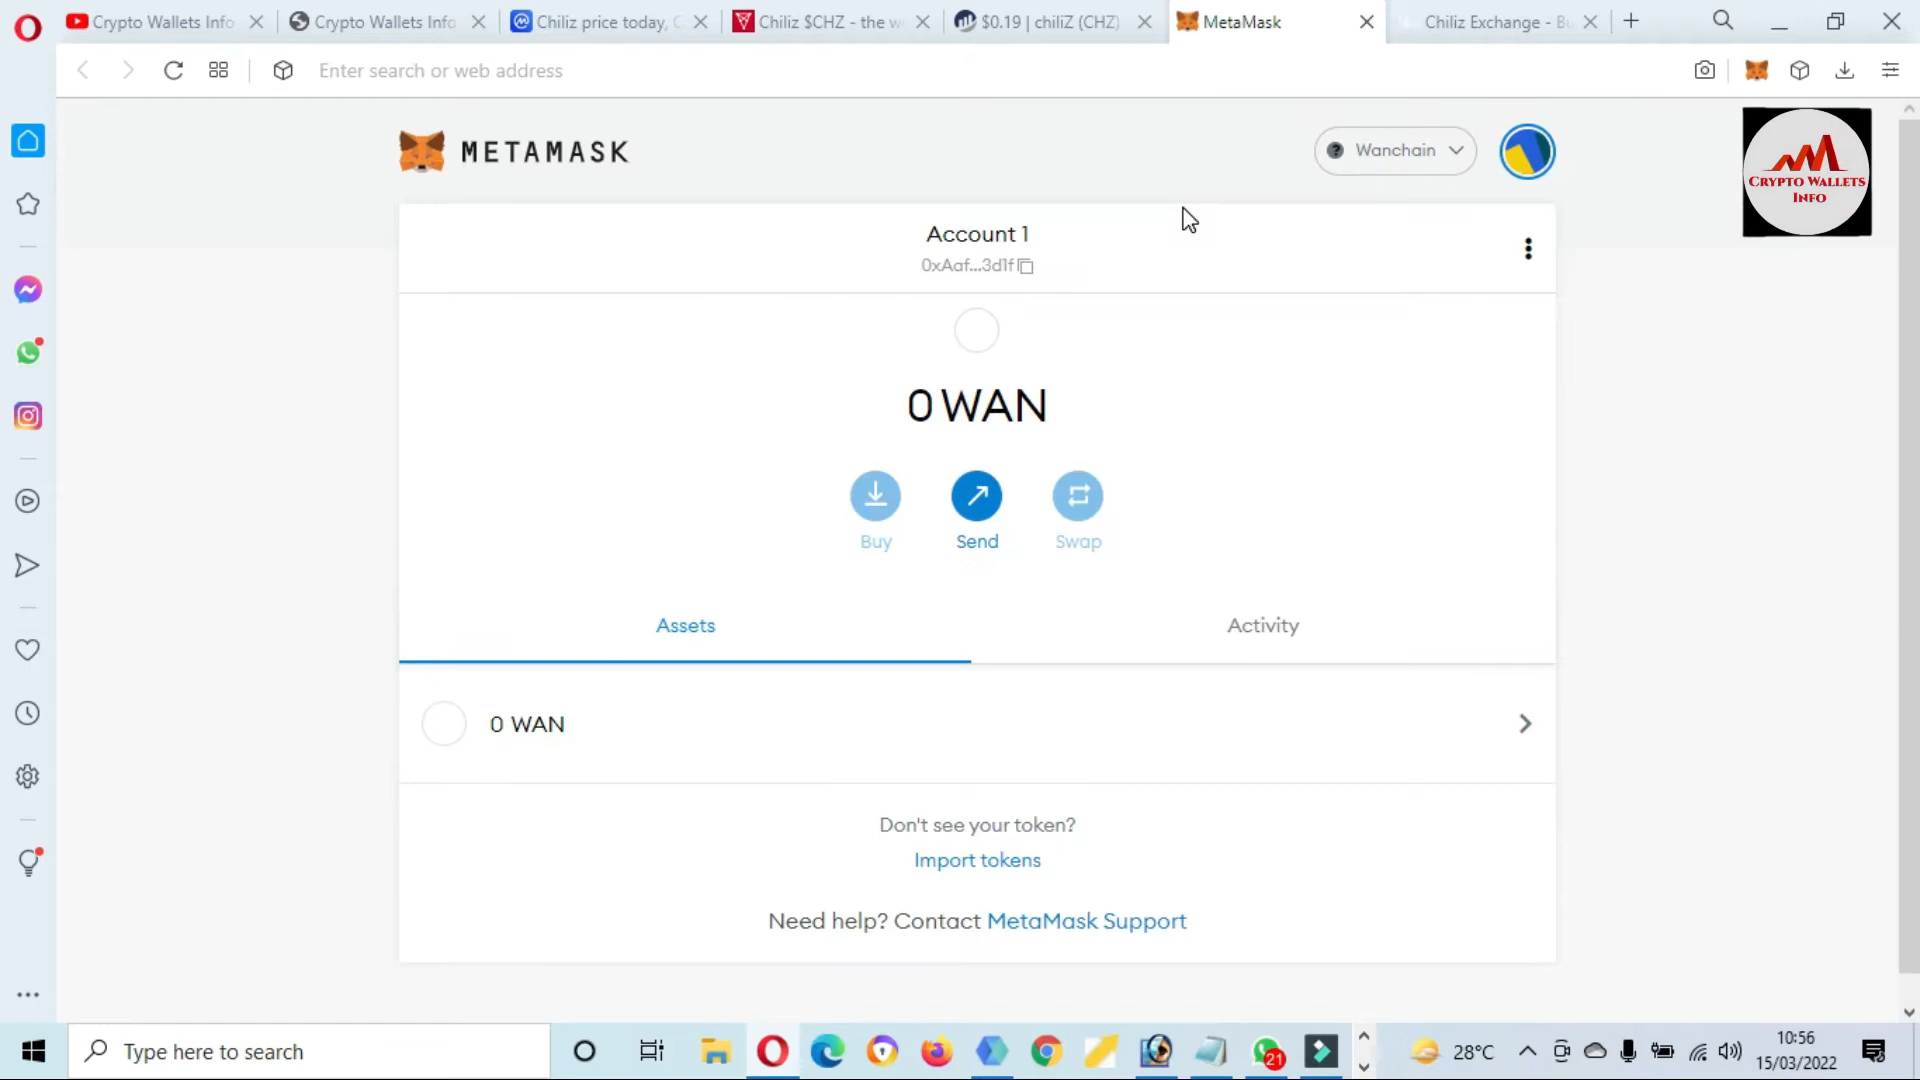 Crypto Wallets Info
Crypto Wallets Info
Chiliz price today, C
Chiliz $CHZ - the w
$0.19 | chiliZ (CHZ)
MetaMask
Chiliz Exchange - Bu
Enter search or web address
METAMASK
Wanchain
CRYPTO WALLETS
INFO
Account 1
0xAaf...3d1f
0 WAN
Buy
Send
Swap
Assets
Activity
0 WAN
Don't see your token?
Import tokens
Need help? Contact MetaMask Support
Type here to search
21
28°C
10:56
15/03/2022